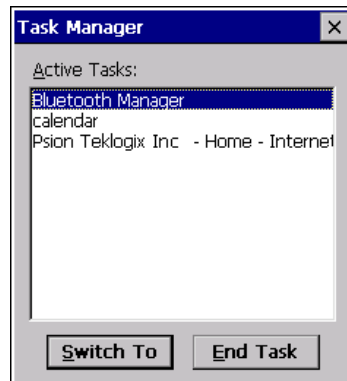 Task Manager
Active Tasks:
Bluetooth Manager
calendar
Psion Teklogix Inc - Home - Internet
Switch To
End Task